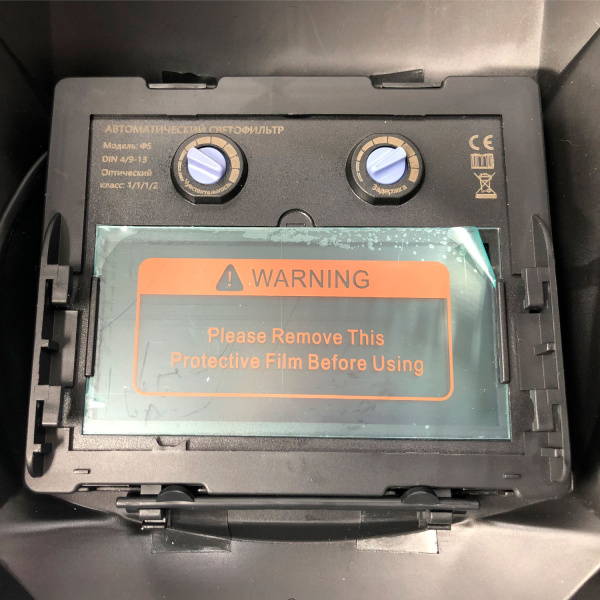 АВТОМАТИЧЕСКИЙ СВЕТОФИЛЬТР
Модель: Ф5
DIN 4/9-13
Оптический
класс: 1/1/1/2
Чувствительность
Задержка
CE
WARNING
Please Remove This
Protective Film Before Using